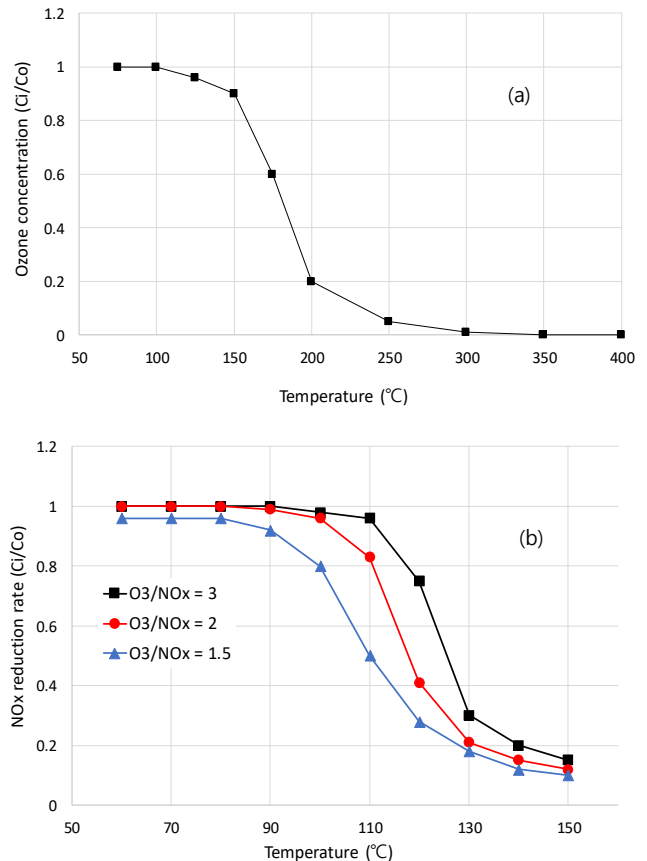 1.2
1
0.8
0.6
0.4
0.2
0
Ozone concentration (Ci/Co)
(a)
50 100 150 200 250 300 350 400
Temperature (℃)
1.2
1
0.8
0.6
0.4
0.2
0
NOx reduction rate (Ci/Co)
(b)
O3/NOx = 3
O3/NOx = 2
O3/NOx = 1.5
50 70 90 110 130 150
Temperature (℃)